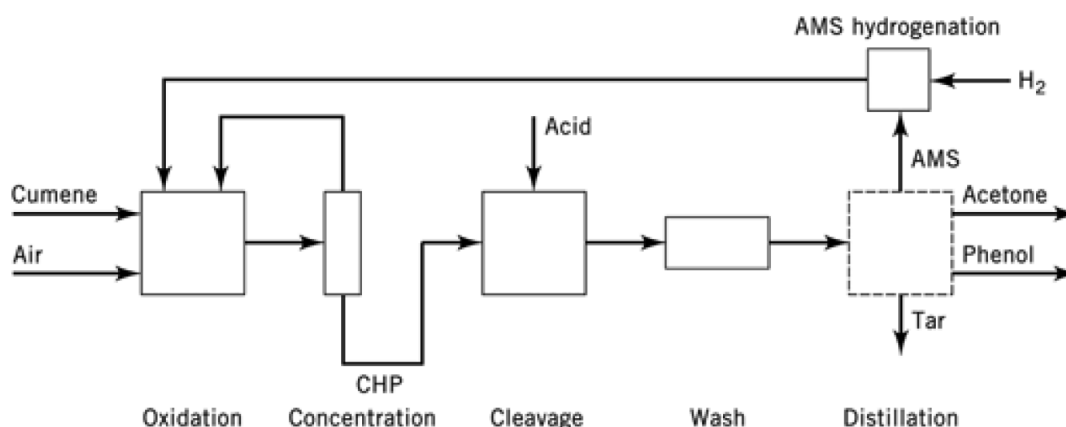 AMS hydrogenation
H₂
Acid
AMS
Cumene
Acetone
Air
Phenol
Tar
CHP
Oxidation Concentration Cleavage Wash Distillation